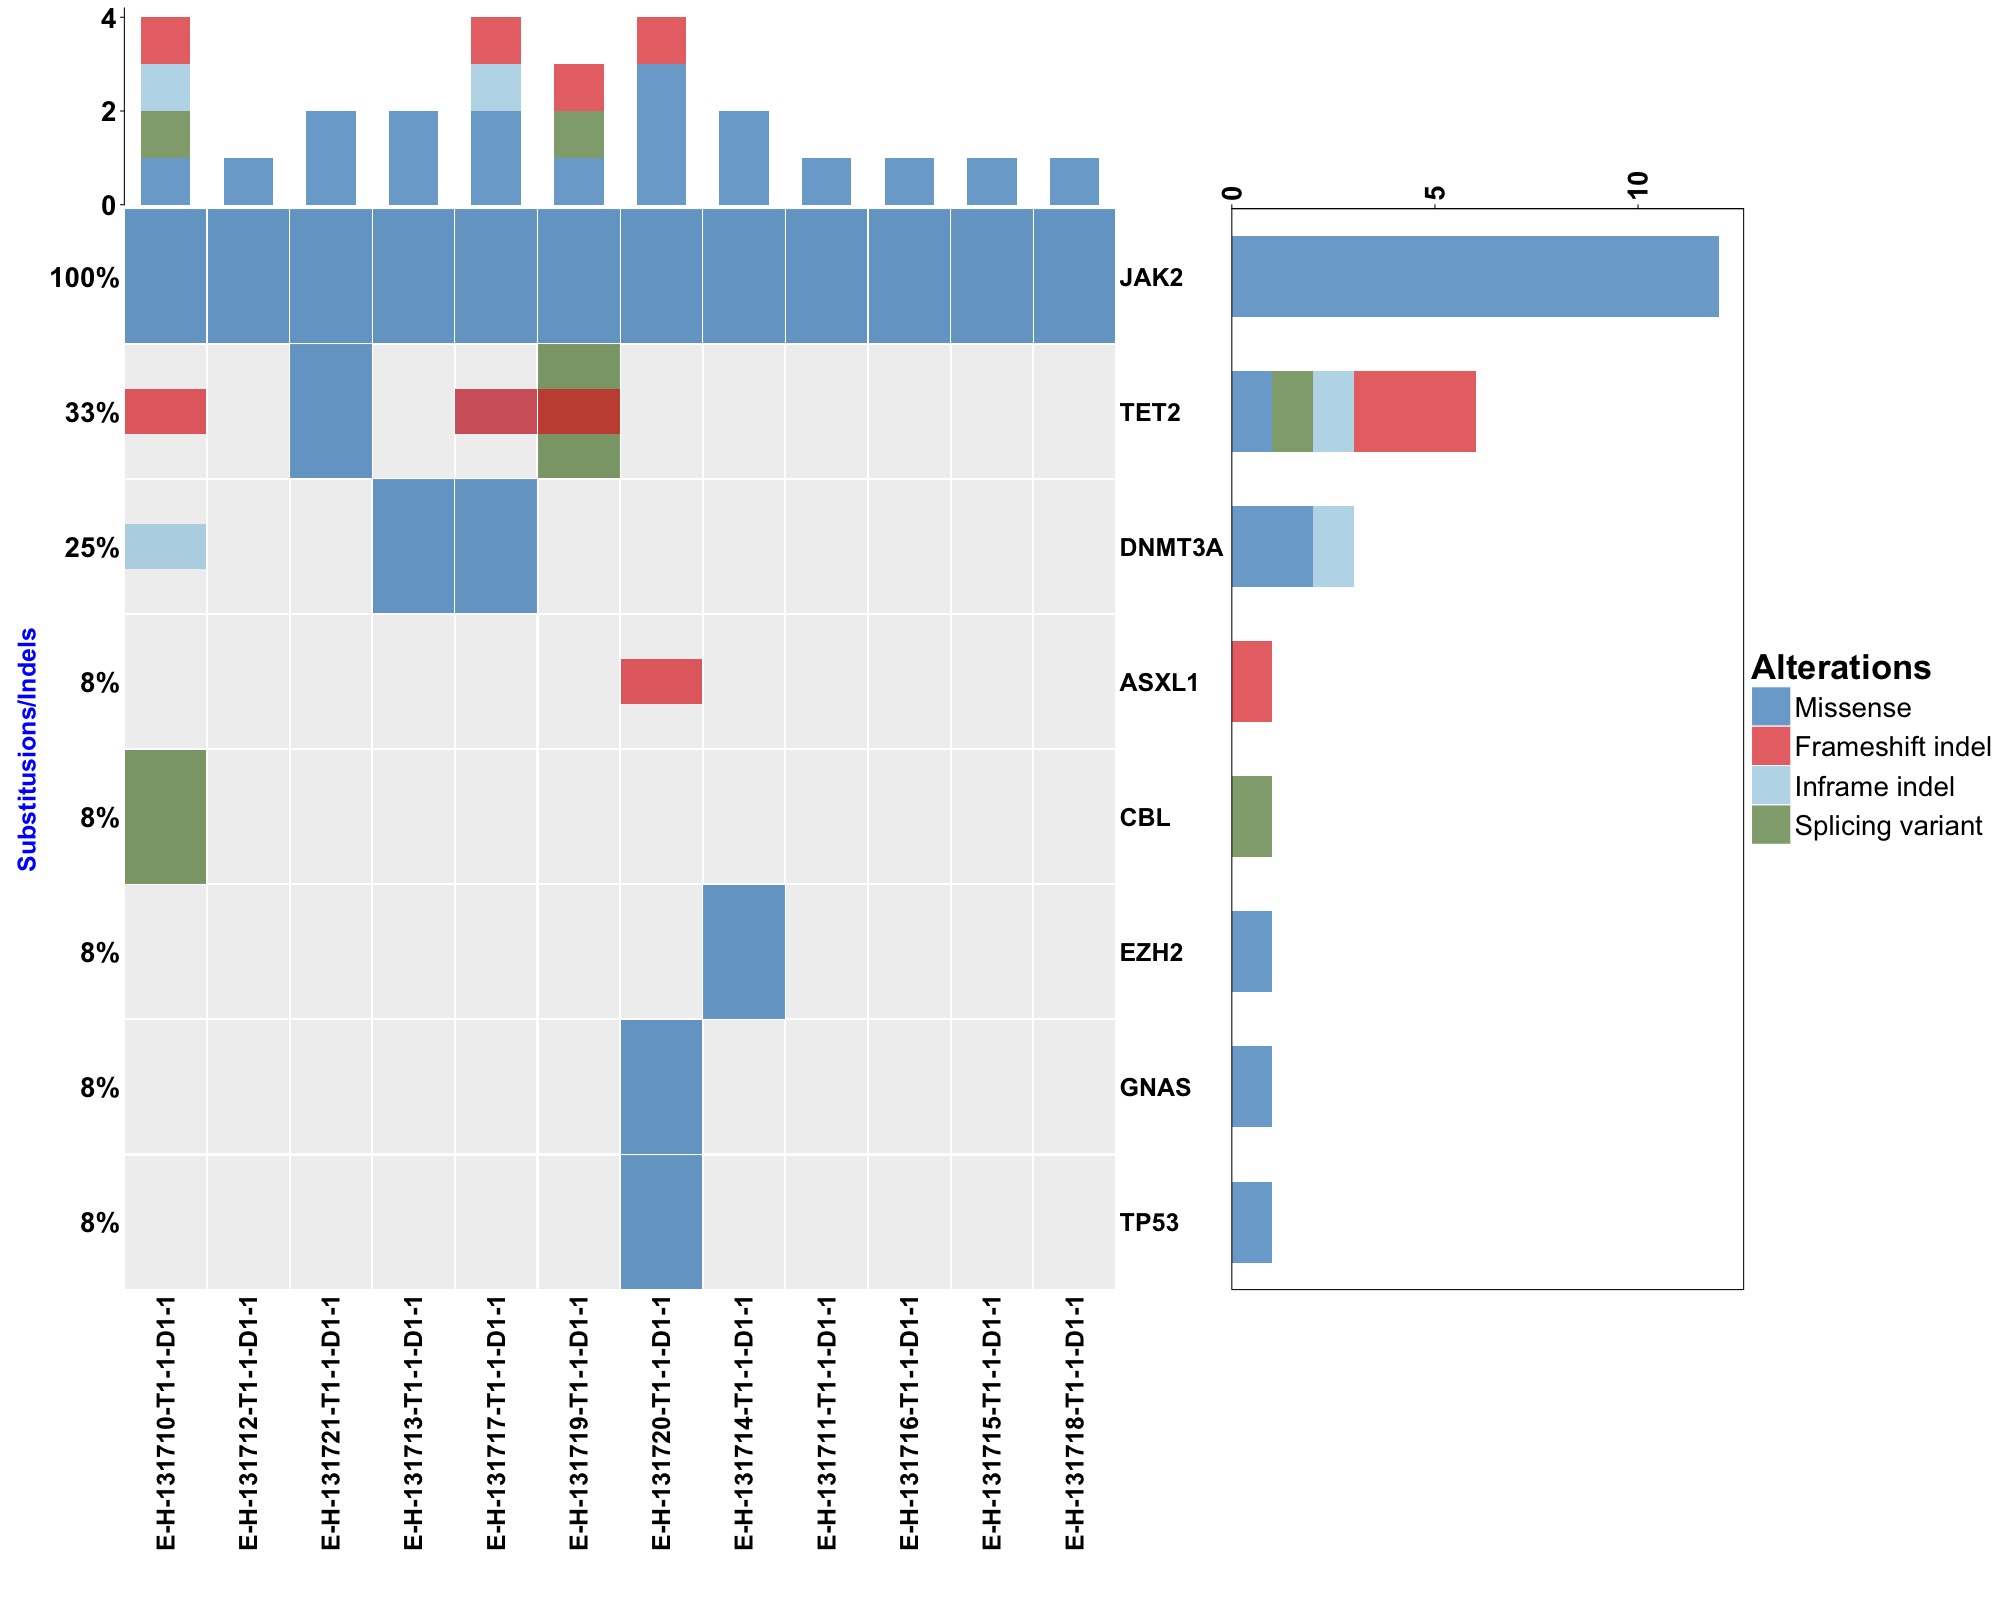 4
2
0
0
5
10
100%
JAK2
33%
TET2
25%
DNMT3A
8%
ASXL1
8%
CBL
8%
EZH2
8%
GNAS
8%
TP53
Substitusions/Indels
Alterations
Missense
Frameshift indel
Inframe indel
Splicing variant
E-H-131710-T1-1-D1-1
E-H-131712-T1-1-D1-1
E-H-131721-T1-1-D1-1
E-H-131713-T1-1-D1-1
E-H-131717-T1-1-D1-1
E-H-131719-T1-1-D1-1
E-H-131720-T1-1-D1-1
E-H-131714-T1-1-D1-1
E-H-131711-T1-1-D1-1
E-H-131716-T1-1-D1-1
E-H-131715-T1-1-D1-1
E-H-131718-T1-1-D1-1